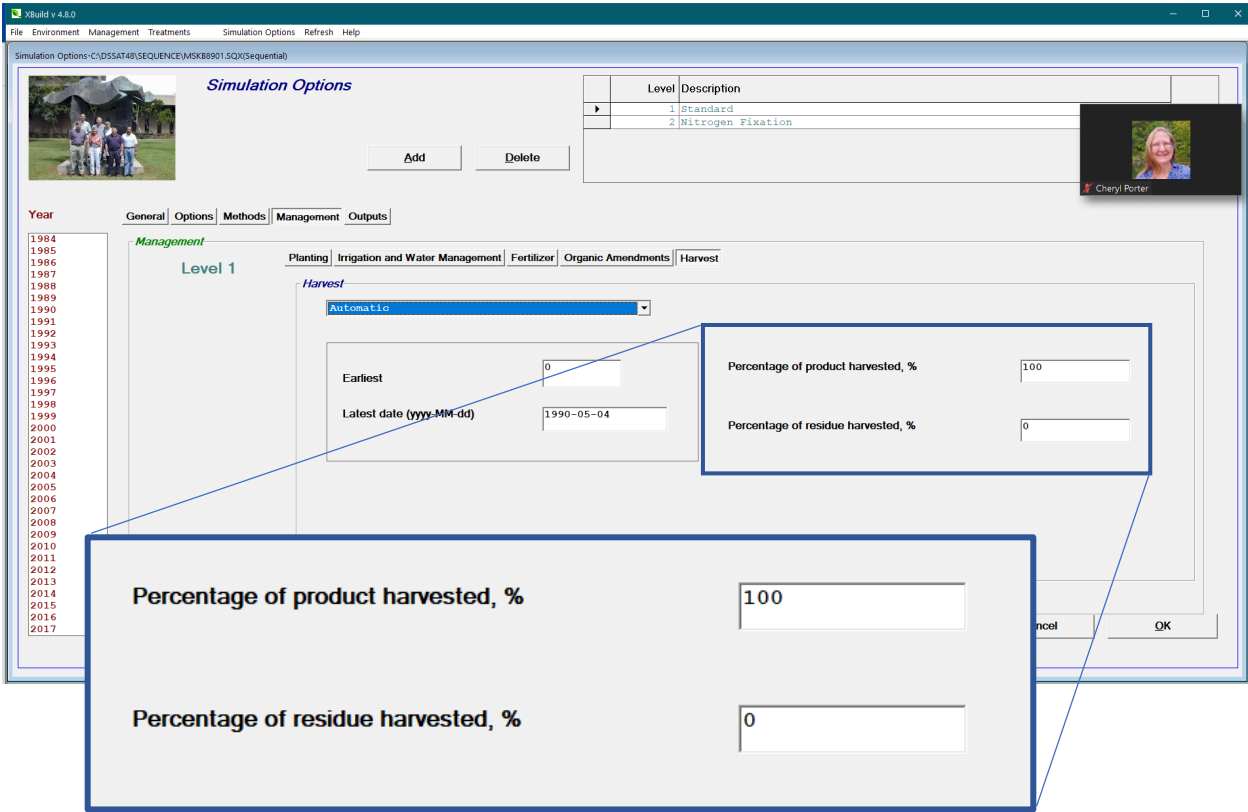 XBuild v 4.8.0
File Environment Management Treatments Simulation Options Refresh Help
Simulation Options-C:\DSSAT48\SEQUENCE\MSKB8901.SQX(Sequential)
Simulation Options
Level Description
1 Standard
2 Nitrogen Fixation
Add Delete
Cheryl Porter
Year
General Options Methods Management Outputs
1984
1985
1986
1987
1988
1989
1990
1991
1992
1993
1994
1995
1996
1997
1998
1999
2000
2001
2002
2003
2004
2005
2006
2007
2008
2009
2010
2011
2012
2013
2014
2015
2016
2017
Management
Level 1
Planting Irrigation and Water Management Fertilizer Organic Amendments Harvest
Harvest
Automatic
Earliest 0
Latest date (yyyy-MM-dd) 1990-05-04
Percentage of product harvested, % 100
Percentage of residue harvested, % 0
ncel OK
Percentage of product harvested, % 100
Percentage of residue harvested, % 0